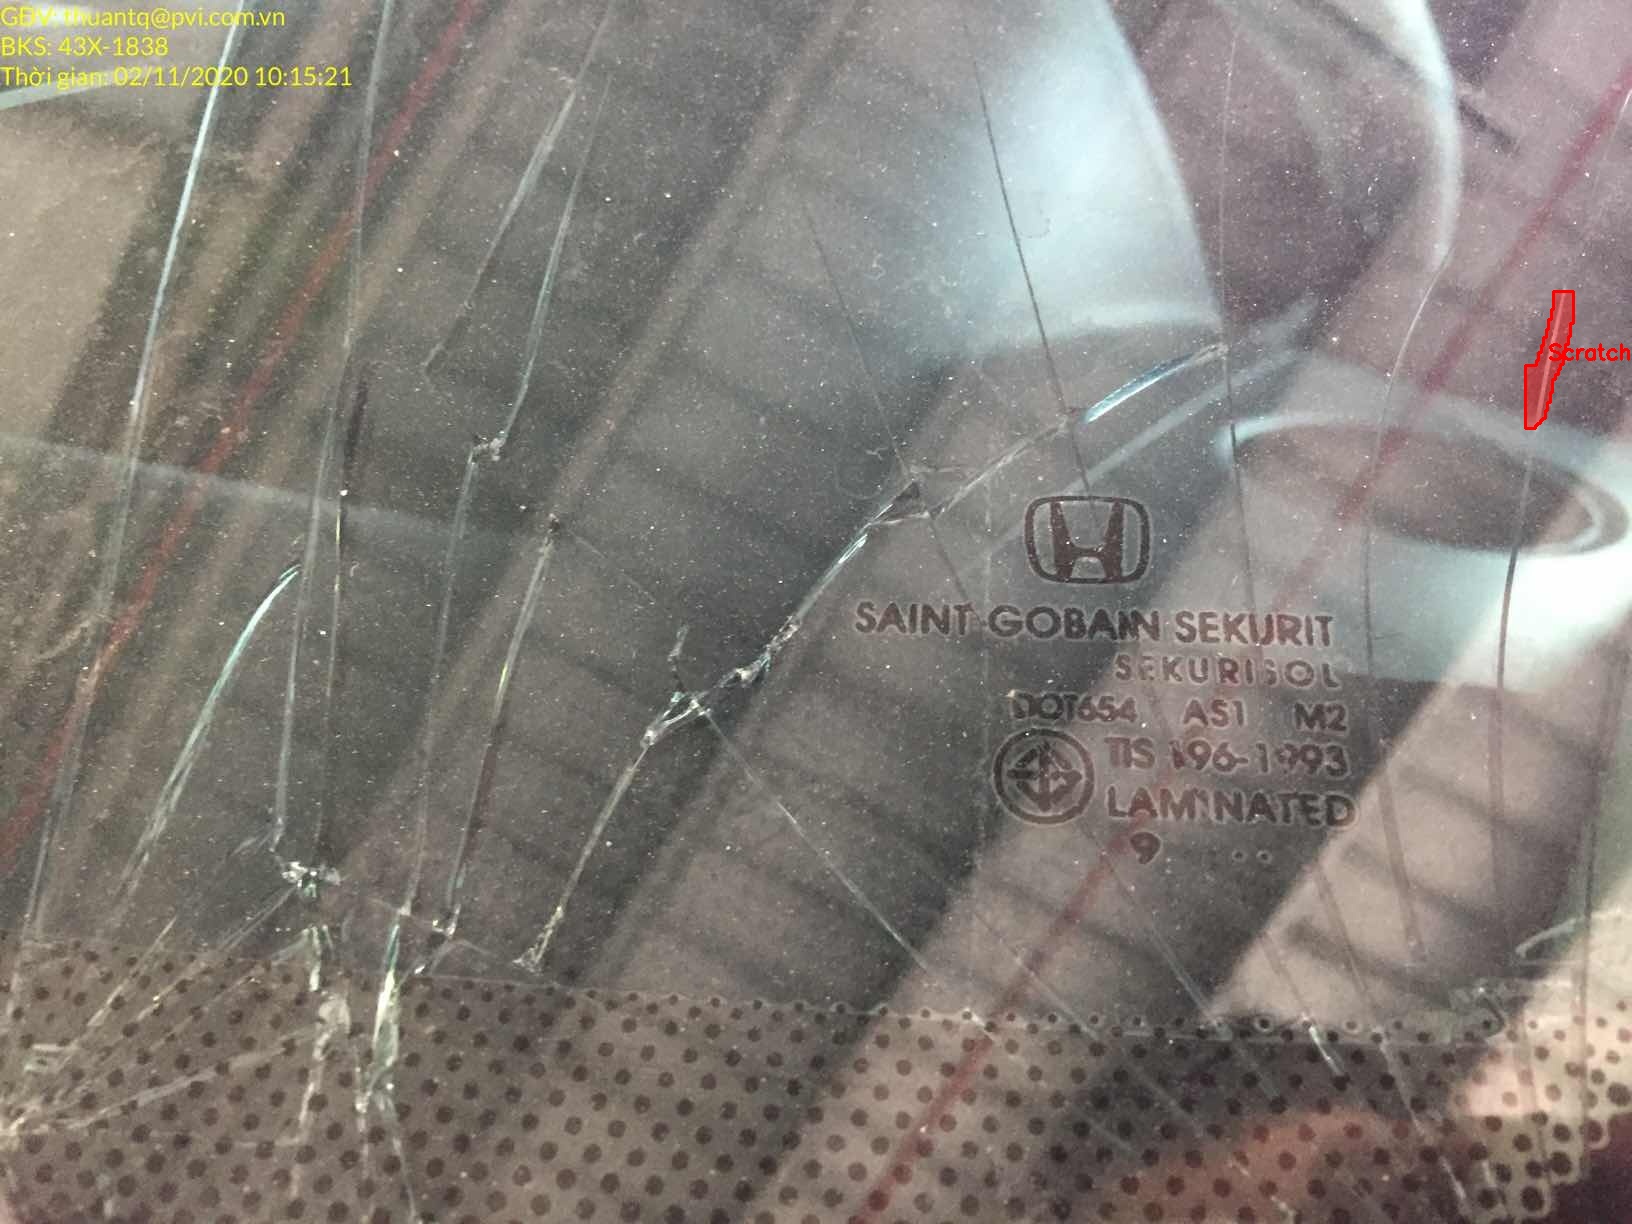 GĐV: thuantq@pvi.com.vn
BKS: 43X-1838
Thời gian: 02/11/2020 10:15:21
Scratch
SAINT-GOBAIN SEKURIT
SEKURISOL
DOT654 AS1 M2
TIS 196-1993
LAMINATED
9 . .